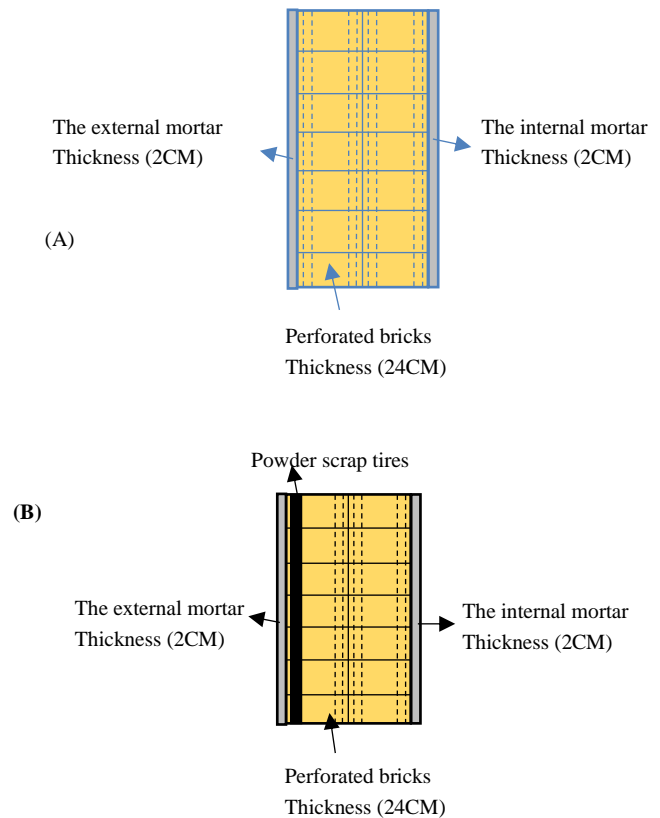 The external mortar
Thickness (2CM)
The internal mortar
Thickness (2CM)
(A)
Perforated bricks
Thickness (24CM)
Powder scrap tires
(B)
The external mortar
Thickness (2CM)
The internal mortar
Thickness (2CM)
Perforated bricks
Thickness (24CM)